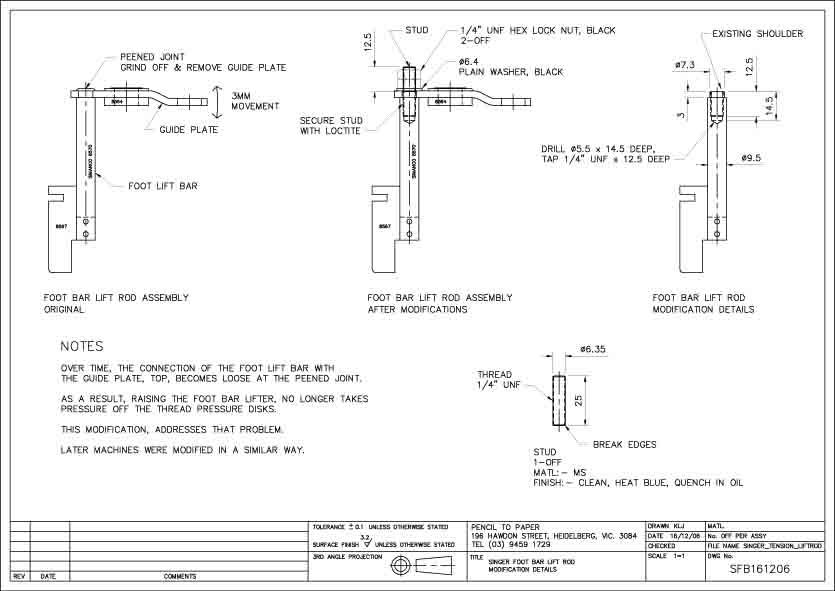 PEENED JOINT
GRIND OFF & REMOVE GUIDE PLATE
3MM
MOVEMENT
GUIDE PLATE
FOOT LIFT BAR
SIMANCO 8570
8564
8567
FOOT BAR LIFT ROD ASSEMBLY
ORIGINAL
STUD
12.5
1/4" UNF HEX LOCK NUT, BLACK
2-OFF
ø6.4
PLAIN WASHER, BLACK
SECURE STUD
WITH LOCTITE
SIMANCO 8570
8564
8567
FOOT BAR LIFT ROD ASSEMBLY
AFTER MODIFICATIONS
EXISTING SHOULDER
ø7.3
12.5
3
14.5
DRILL ø5.5 x 14.5 DEEP,
TAP 1/4" UNF x 12.5 DEEP
ø9.5
FOOT BAR LIFT ROD
MODIFICATION DETAILS
NOTES
OVER TIME, THE CONNECTION OF THE FOOT LIFT BAR WITH
THE GUIDE PLATE, TOP, BECOMES LOOSE AT THE PEENED JOINT.
AS A RESULT, RAISING THE FOOT BAR LIFTER, NO LONGER TAKES
PRESSURE OFF THE THREAD PRESSURE DISKS.
THIS MODIFICATION, ADDRESSES THAT PROBLEM.
LATER MACHINES WERE MODIFIED IN A SIMILAR WAY.
ø6.35
THREAD
1/4" UNF
25
BREAK EDGES
STUD
1-OFF
MATL:- MS
FINISH:- CLEAN, HEAT BLUE, QUENCH IN OIL
REV DATE COMMENTS
TOLERANCE ± 0.1 UNLESS OTHERWISE STATED
SURFACE FINISH 3.2 UNLESS OTHERWISE STATED
3RD ANGLE PROJECTION
PENCIL TO PAPER
196 HAWDON STREET, HEIDELBERG, VIC. 3084
TEL (03) 9459 1729
TITLE
SINGER FOOT BAR LIFT ROD
MODIFICATION DETAILS
DRAWN KLJ
DATE 16/12/06
CHECKED
SCALE 1=1
MATL.
No. OFF PER ASSY
FILE NAME SINGER_TENSION_LIFTROD
DWG No.
SFB161206